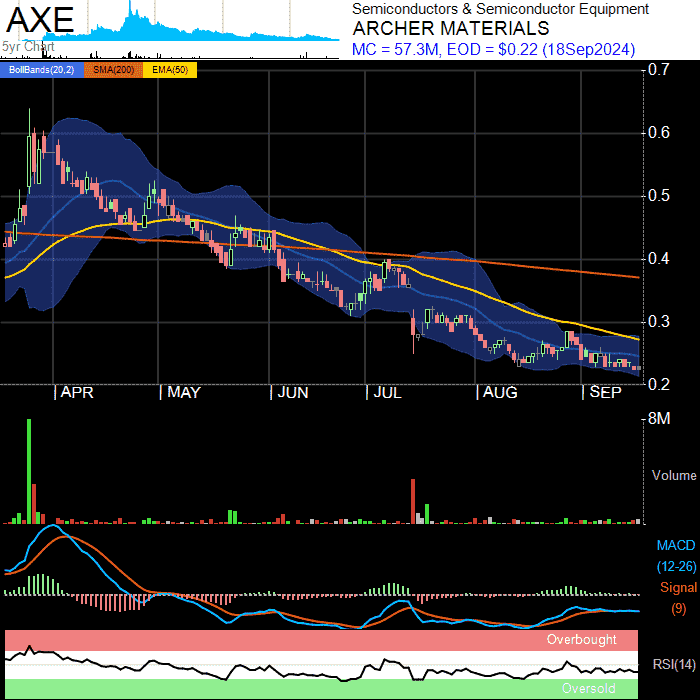 AXE
5yr Chart
Semiconductors & Semiconductor Equipment
ARCHER MATERIALS
MC = 57.3M, EOD = $0.22 (18Sep2024)
BollBands(20,2) SMA(200) EMA(50)
0.7
0.6
0.5
0.4
0.3
0.2
APR MAY JUN JUL AUG SEP
8M
Volume
MACD
(12-26)
Signal
(9)
Overbought
RSI(14)
Oversold